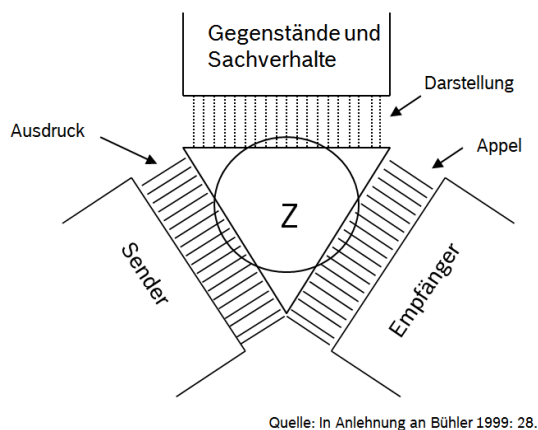 Gegenstände und
Sachverhalte
Darstellung
Ausdruck
Appel
Z
Sender
Empfänger
Quelle: In Anlehnung an Bühler 1999: 28.